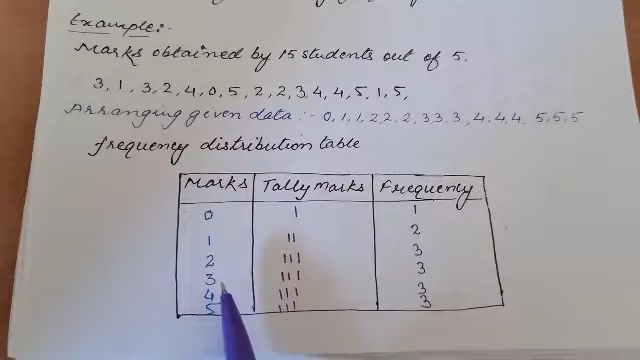 Example:-
Marks obtained by 15 students out of 5.
3, 1, 3, 2, 4, 0, 5, 2, 2, 3, 4, 4, 5, 1, 5,
Arranging given data :- 0, 1, 1, 2, 2, 2, 3, 3, 3, 4, 4, 4, 5, 5, 5
frequency distribution table
Marks Tally Marks Frequency
0 | 1
1 || 2
2 ||| 3
3 ||| 3
4 ||| 3
5 ||| 3